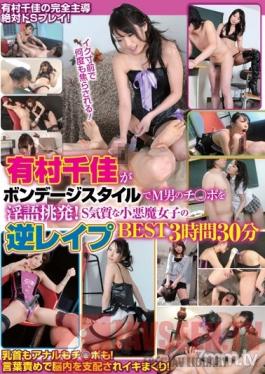 有村千佳の完全主導
絶対ドSプレイ!
イク寸前で
何度も焦らされる!
有村千佳が
ボンデージスタイルでM男のチ○ポを
淫語挑発!S気質な小悪魔女子の
逆レイプBEST3時間30分
乳首もアナルもチ○ポも!
言葉責めで脳内を支配されイキまくり!